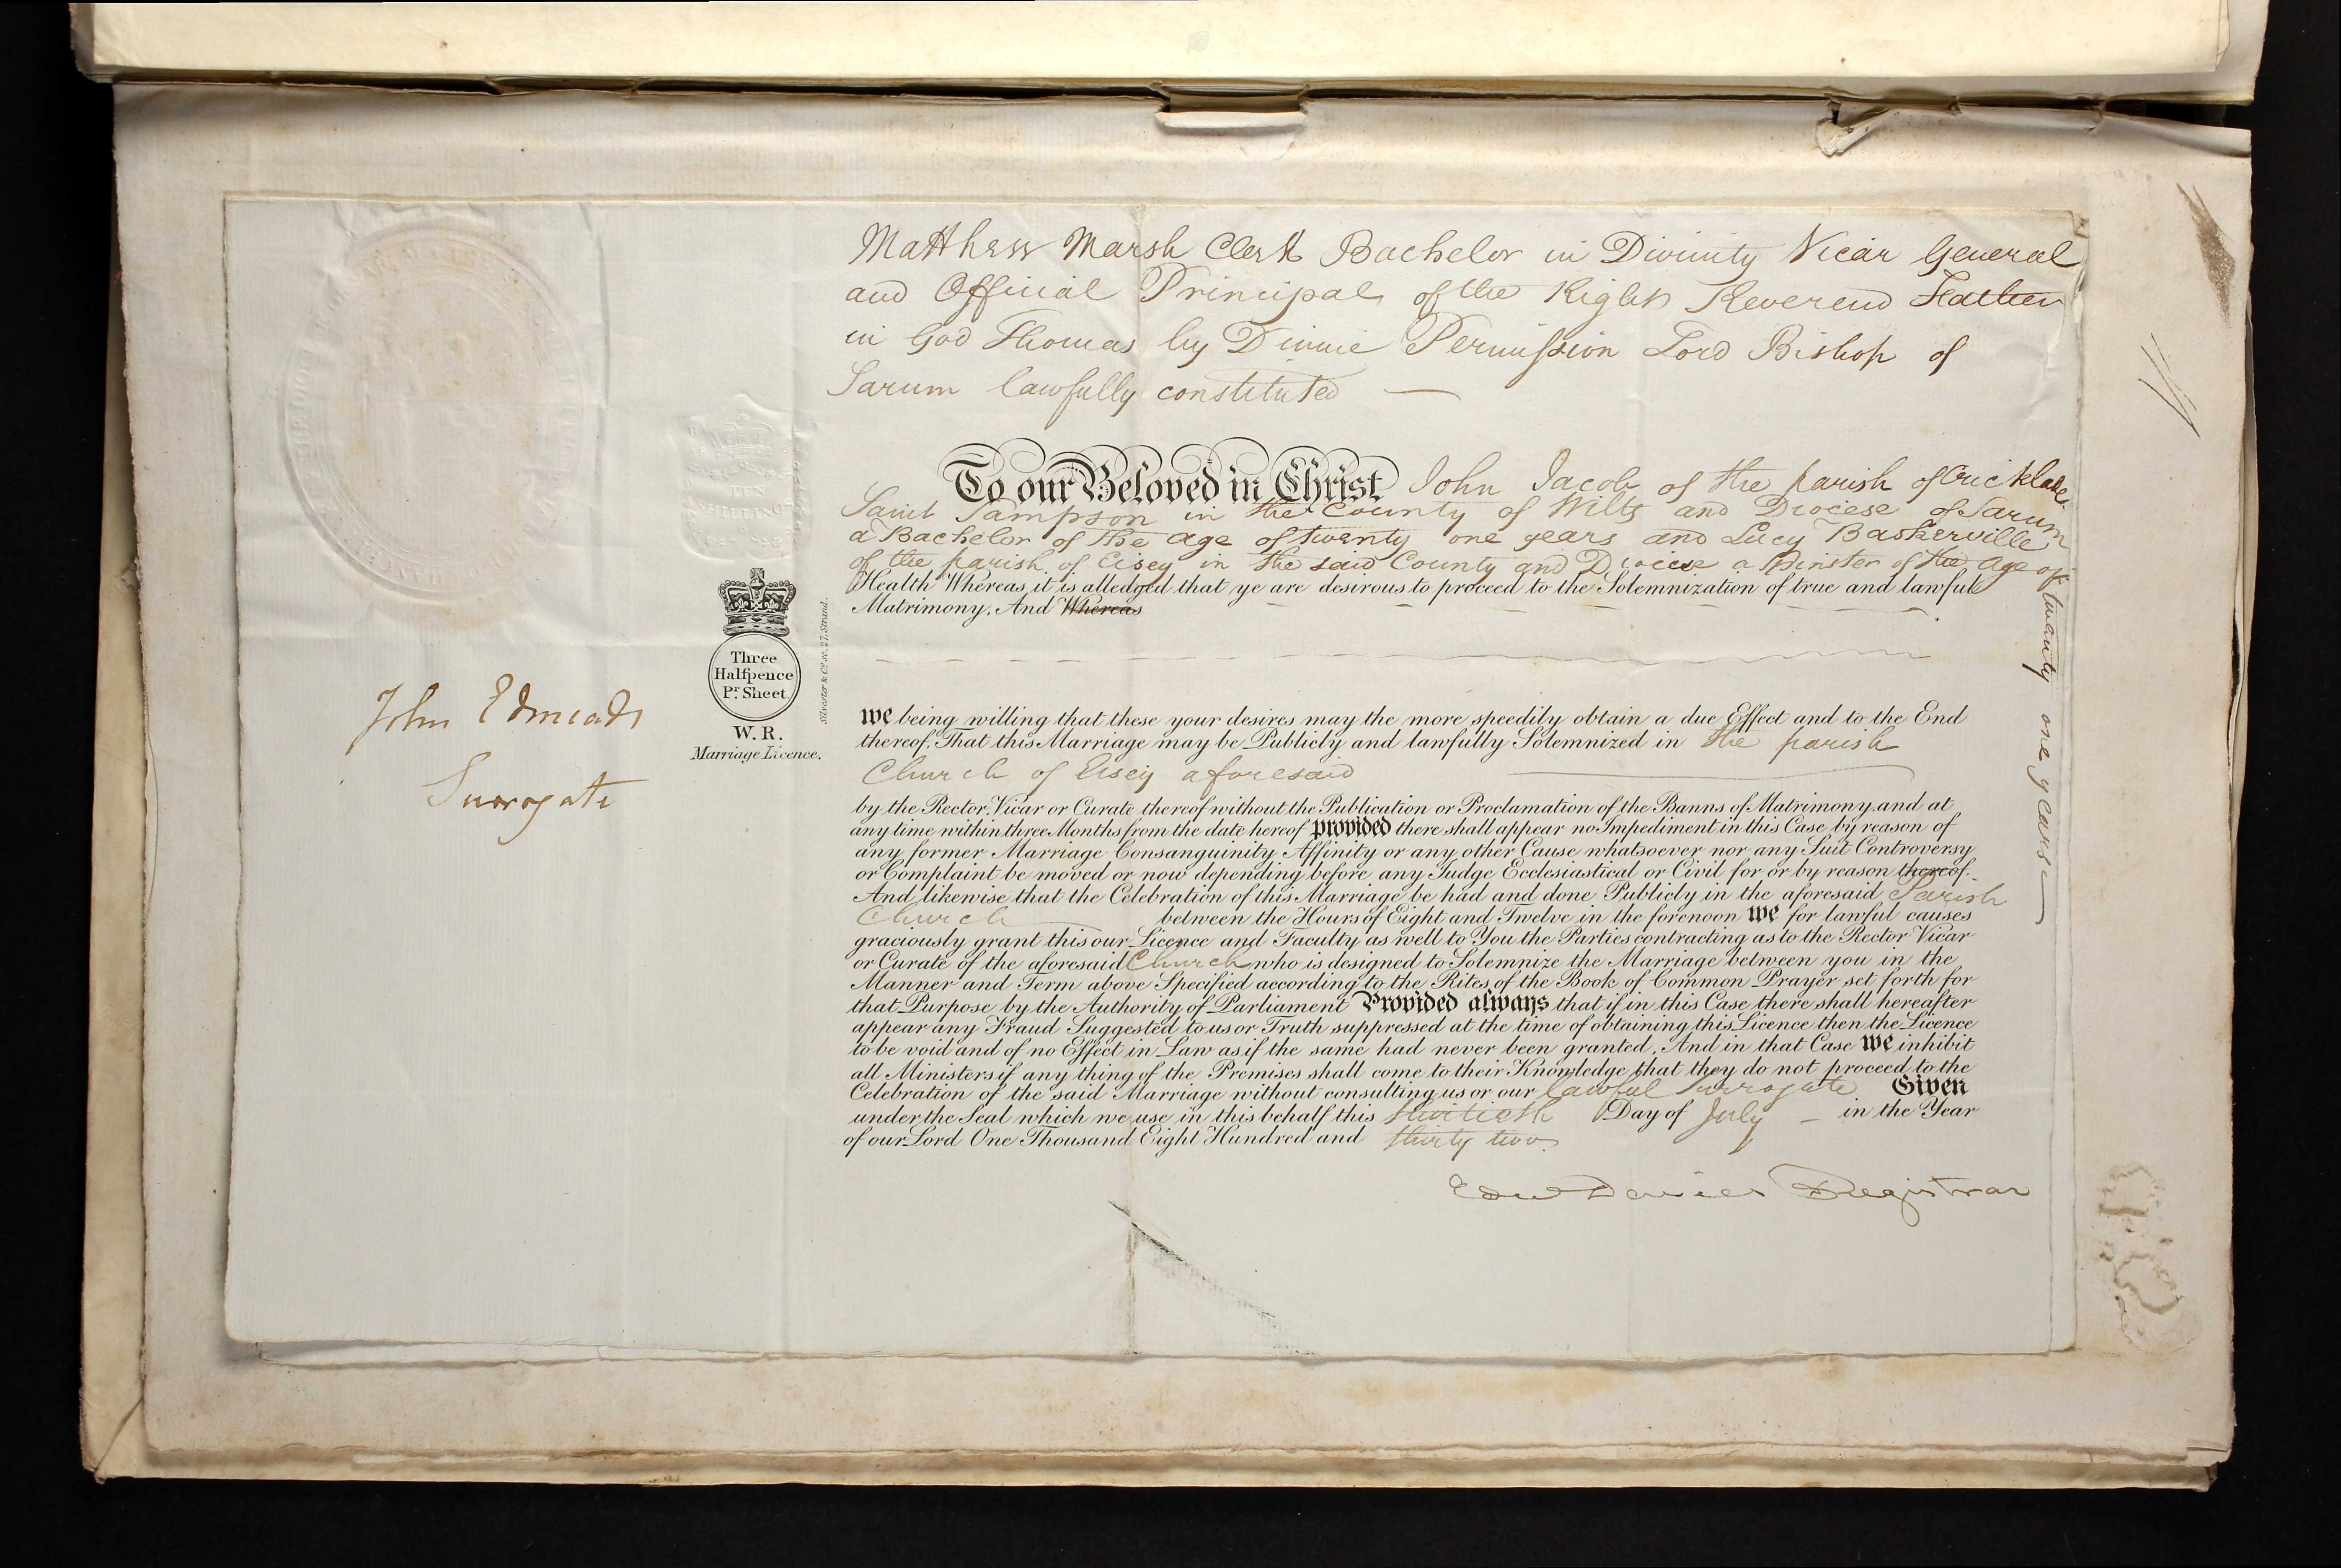 Matthew Marsh Clerk Bachelor in Divinity Vicar General
and Official Principal of the Right Reverend Father
in God Thomas by Divine Permission Lord Bishop of
Sarum lawfully constituted —
To our Beloved in Christ John Jacob of the parish of Cricklade
Saint Sampson in the County of Wilts and Diocese of Sarum
a Bachelor of the age of twenty one years and Lucy Baskerville
of the parish of Eisey in the said County and Diocese a Spinster of the age of
twenty one years —
Health Whereas it is alledged that ye are desirous to proceed to the Solemnization of true and lawful
Matrimony. And Whereas
TEN
SHILLINGS
Three
Halfpence
Pr. Sheet.
W. R.
Marriage Licence.
Silvester & Co. sc. 27, Strand.
John Edmeads
Surrogate
We being willing that these your desires may the more speedily obtain a due Effect and to the End
thereof. That this Marriage may be Publicly and lawfully Solemnized in the parish
Church of Eisey aforesaid
by the Rector, Vicar or Curate thereof without the Publication or Proclamation of the Banns of Matrimony. and at
any time within three Months from the date hereof provided there shall appear no Impediment in this Case by reason of
any former Marriage Consanguinity Affinity or any other Cause whatsoever nor any Suit Controversy
or Complaint be moved or now depending before any Judge Ecclesiastical or Civil for or by reason thereof.
And likewise that the Celebration of this Marriage be had and done Publicly in the aforesaid Parish
Church between the Hours of Eight and Twelve in the forenoon We for lawful causes
graciously grant this our Licence and Faculty as well to You the Parties contracting as to the Rector Vicar
or Curate of the aforesaid Church who is designed to Solemnize the Marriage between you in the
Manner and Term above Specified according to the Rites of the Book of Common Prayer set forth for
that Purpose by the Authority of Parliament Provided always that if in this Case there shall hereafter
appear any Fraud Suggested to us or Truth suppressed at the time of obtaining this Licence then the Licence
to be void and of no Effect in Law as if the same had never been granted. And in that Case We inhibit
all Ministers if any thing of the Premises shall come to their Knowledge that they do not proceed to the
Celebration of the said Marriage without consulting us or our lawful Surrogate Given
under the Seal which we use in this behalf this Day of July — in the Year
of our Lord One Thousand Eight Hundred and thirty two
Edw Davies Registrar